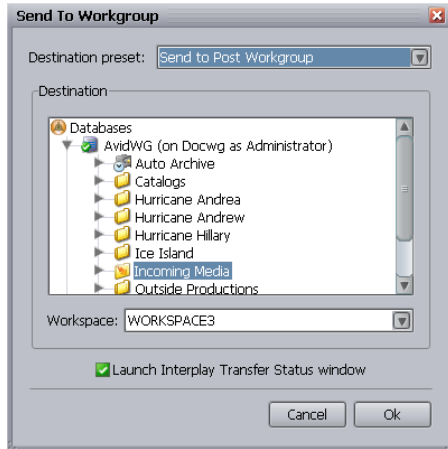 Send To Workgroup
Destination preset: Send to Post Workgroup
Destination
Databases
AvidWG (on Docwg as Administrator)
Auto Archive
Catalogs
Hurricane Andrea
Hurricane Andrew
Hurricane Hillary
Ice Island
Incoming Media
Outside Productions
Workspace: WORKSPACE3
Launch Interplay Transfer Status window
Cancel Ok